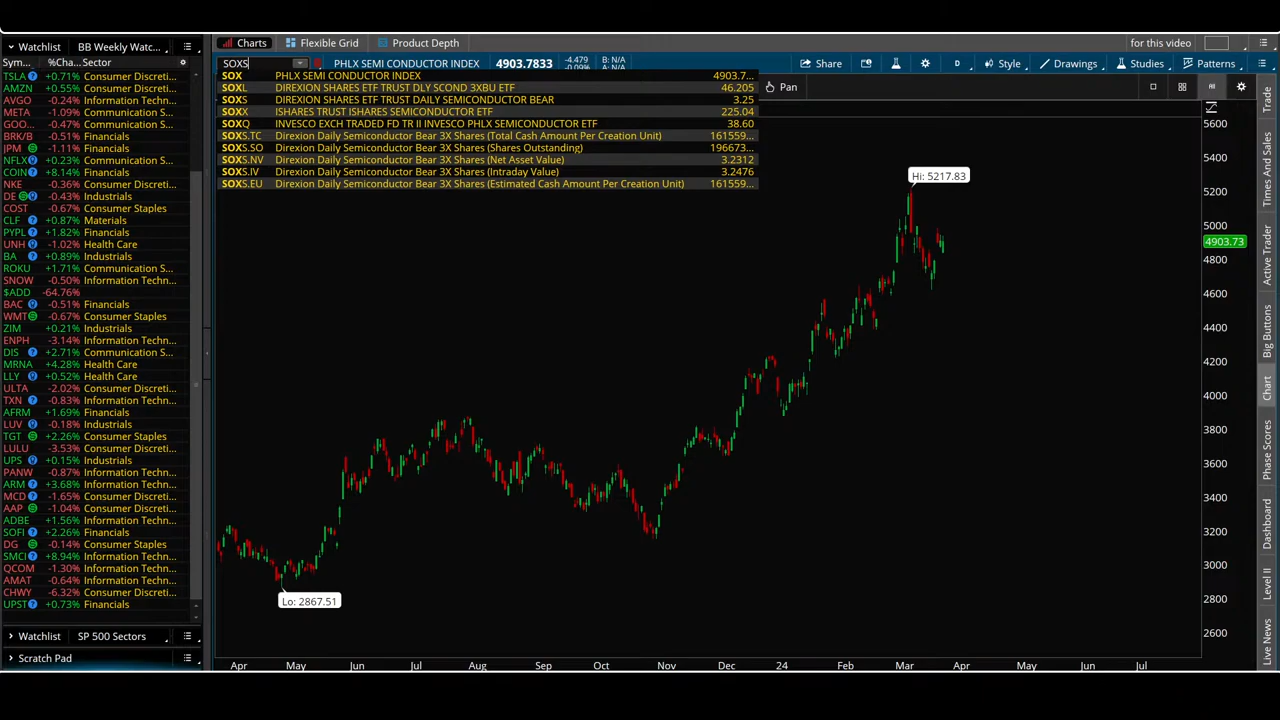 Watchlist BB Weekly Watc...
Sym... %Cha... Sector
TSLA +0.71% Consumer Discreti...
AMZN +0.55% Consumer Discreti...
AVGO -0.24% Information Techn...
META -1.09% Communication S...
GOO... -0.47% Communication S...
BRK/B -0.51% Financials
JPM -1.11% Financials
NFLX +0.23% Communication S...
COIN +8.14% Financials
NKE -0.36% Consumer Discreti...
DE -0.43% Industrials
COST -0.67% Consumer Staples
CLF +0.87% Materials
PYPL +1.82% Financials
UNH -1.02% Health Care
BA +0.89% Industrials
ROKU +1.71% Communication S...
SNOW -0.50% Information Techn...
$ADD -64.76%
BAC -0.51% Financials
WMT -0.67% Consumer Staples
ZIM +0.21% Industrials
ENPH -3.14% Information Techn...
DIS +2.71% Communication S...
MRNA +4.28% Health Care
LLY +0.52% Health Care
ULTA -2.02% Consumer Discreti...
TXN -0.83% Information Techn...
AFRM +1.69% Financials
LUV -0.18% Industrials
TGT +2.26% Consumer Staples
LULU -3.53% Consumer Discreti...
UPS +0.15% Industrials
PANW -0.87% Information Techn...
ARM +3.68% Information Techn...
MCD -1.65% Consumer Discreti...
AAP -1.04% Consumer Discreti...
ADBE +1.56% Information Techn...
SOFI +2.26% Financials
DG -0.14% Consumer Staples
SMCI +8.94% Information Techn...
QCOM -1.30% Information Techn...
AMAT -0.64% Information Techn...
CHWY -6.32% Consumer Discreti...
UPST +0.73% Financials
Watchlist SP 500 Sectors
Scratch Pad
Charts Flexible Grid Product Depth for this video
SOXS PHLX SEMI CONDUCTOR INDEX 4903.7833 -4.479 -0.09% B: N/A A: N/A Share D Style Drawings Studies Patterns
SOX PHLX SEMI CONDUCTOR INDEX 4903.7...
SOXL DIREXION SHARES ETF TRUST DLY SCOND 3XBU ETF 46.205
SOXS DIREXION SHARES ETF TRUST DAILY SEMICONDUCTOR BEAR 3.25
SOXX ISHARES TRUST ISHARES SEMICONDUCTOR ETF 225.04
SOXQ INVESCO EXCH TRADED FD TR II INVESCO PHLX SEMICONDUCTOR ETF 38.60
SOXS.TC Direxion Daily Semiconductor Bear 3X Shares (Total Cash Amount Per Creation Unit) 161559...
SOXS.SO Direxion Daily Semiconductor Bear 3X Shares (Shares Outstanding) 196673...
SOXS.NV Direxion Daily Semiconductor Bear 3X Shares (Net Asset Value) 3.2312
SOXS.IV Direxion Daily Semiconductor Bear 3X Shares (Intraday Value) 3.2476
SOXS.EU Direxion Daily Semiconductor Bear 3X Shares (Estimated Cash Amount Per Creation Unit) 161559...
Pan
Hi: 5217.83
Lo: 2867.51
5600
5400
5200
5000
4903.73
4800
4600
4400
4200
4000
3800
3600
3400
3200
3000
2800
2600
Apr May Jun Jul Aug Sep Oct Nov Dec 24 Feb Mar Apr May Jun Jul
Trade
Times And Sales
Active Trader
Big Buttons
Chart
Phase Scores
Dashboard
Level II
Live News